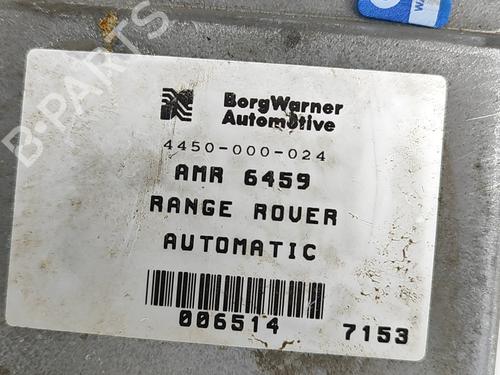 BorgWarner
Automotive
4450-000-024
AMR 6459
RANGE ROVER
AUTOMATIC
006514 7153
B-PARTS